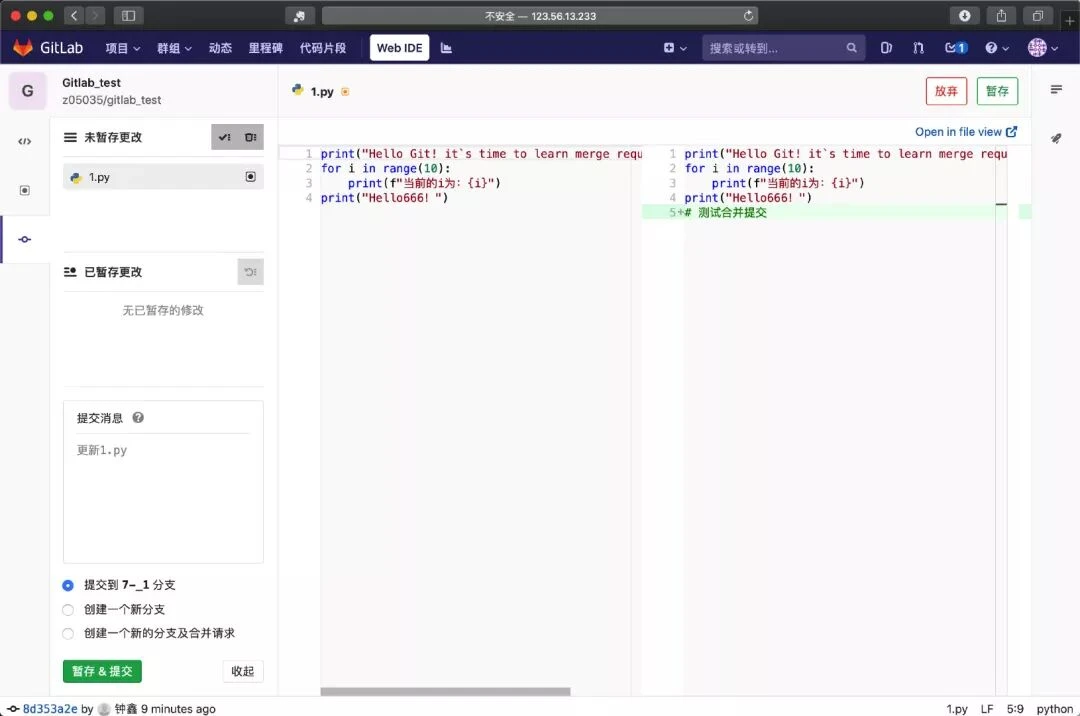 不安全 — 123.56.13.233
GitLab 项目 群组 动态 里程碑 代码片段 Web IDE 搜索或转到... 1
G Gitlab_test
z05035/gitlab_test
1.py 放弃 暂存
未暂存更改
Open in file view
1.py
1 print("Hello Git! it`s time to learn merge requ
2 for i in range(10):
3 print(f"当前的i为: {i}")
4 print("Hello666! ")
1 print("Hello Git! it`s time to learn merge requ
2 for i in range(10):
3 print(f"当前的i为: {i}")
4 print("Hello666! ")
5+# 测试合并提交
已暂存更改
无已暂存的修改
提交消息
更新1.py
提交到 7-_1 分支
创建一个新分支
创建一个新的分支及合并请求
暂存 & 提交 收起
8d353a2e by 钟鑫 9 minutes ago 1.py LF 5:9 python